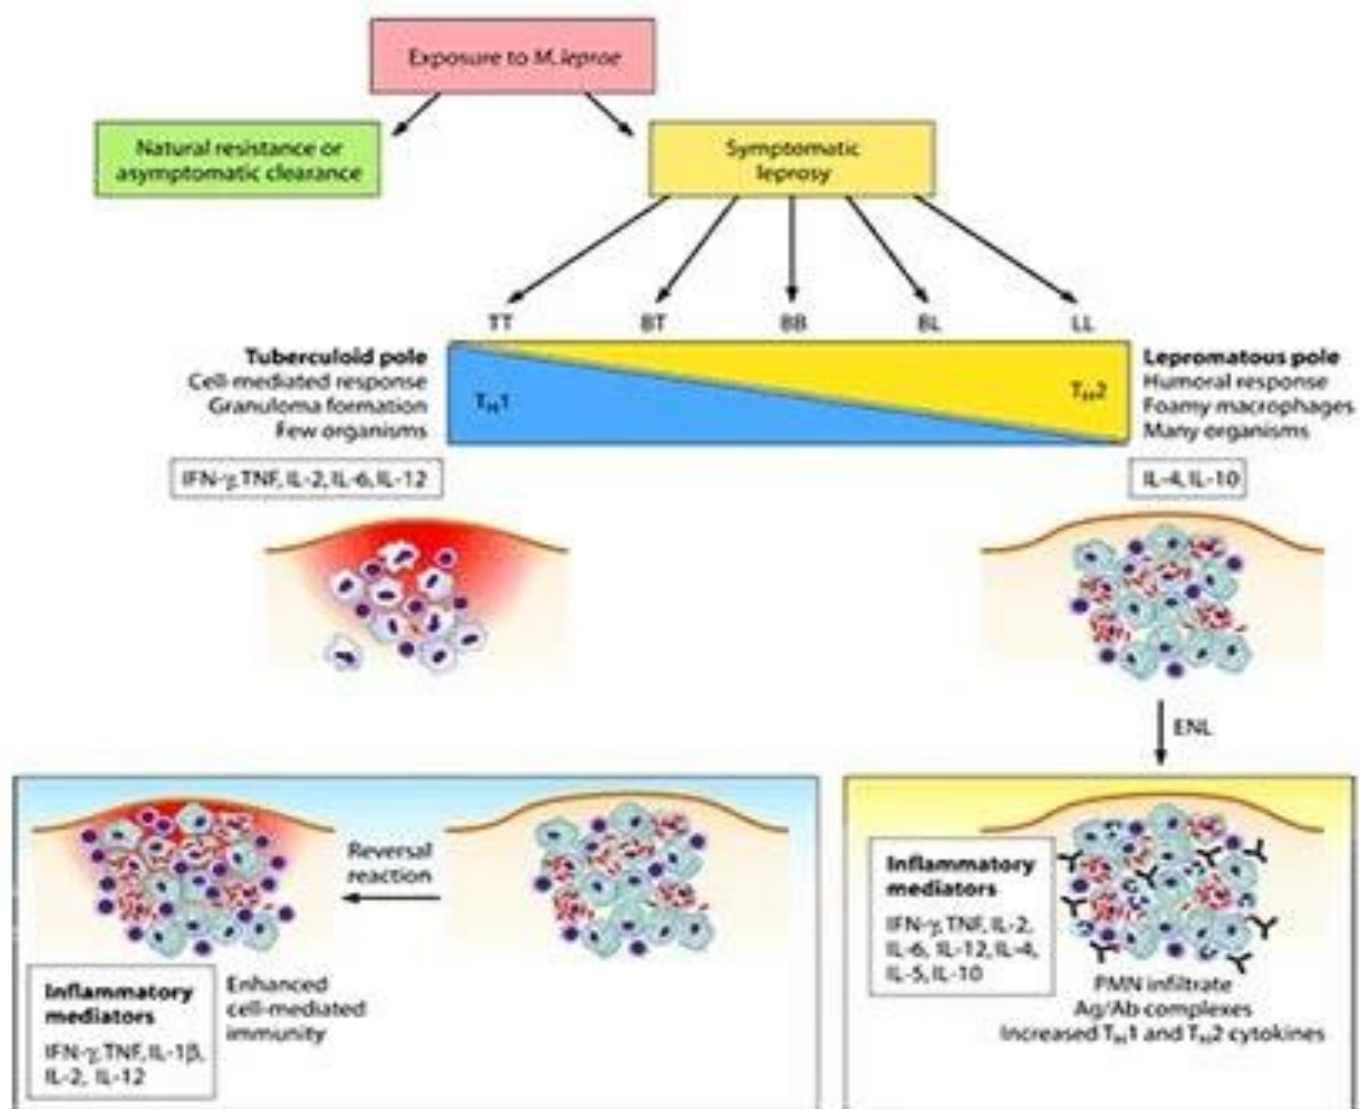 Exposure to M. leprae
Natural resistance or
asymptomatic clearance
Symptomatic
leprosy
TT
BT
BB
BL
LL
Tuberculoid pole
Cell-mediated response
Granuloma formation
Few organisms
TH1
TH2
Lepromatous pole
Humoral response
Foamy macrophages
Many organisms
IFN-γ, TNF, IL-2, IL-6, IL-12
IL-4, IL-10
ENL
Reversal
reaction
Inflammatory
mediators
IFN-γ, TNF, IL-1β,
IL-2, IL-12
Enhanced
cell-mediated
immunity
Inflammatory
mediators
IFN-γ, TNF, IL-2,
IL-6, IL-12, IL-4,
IL-5, IL-10
PMN infiltrate
Ag/Ab complexes
Increased TH1 and TH2 cytokines